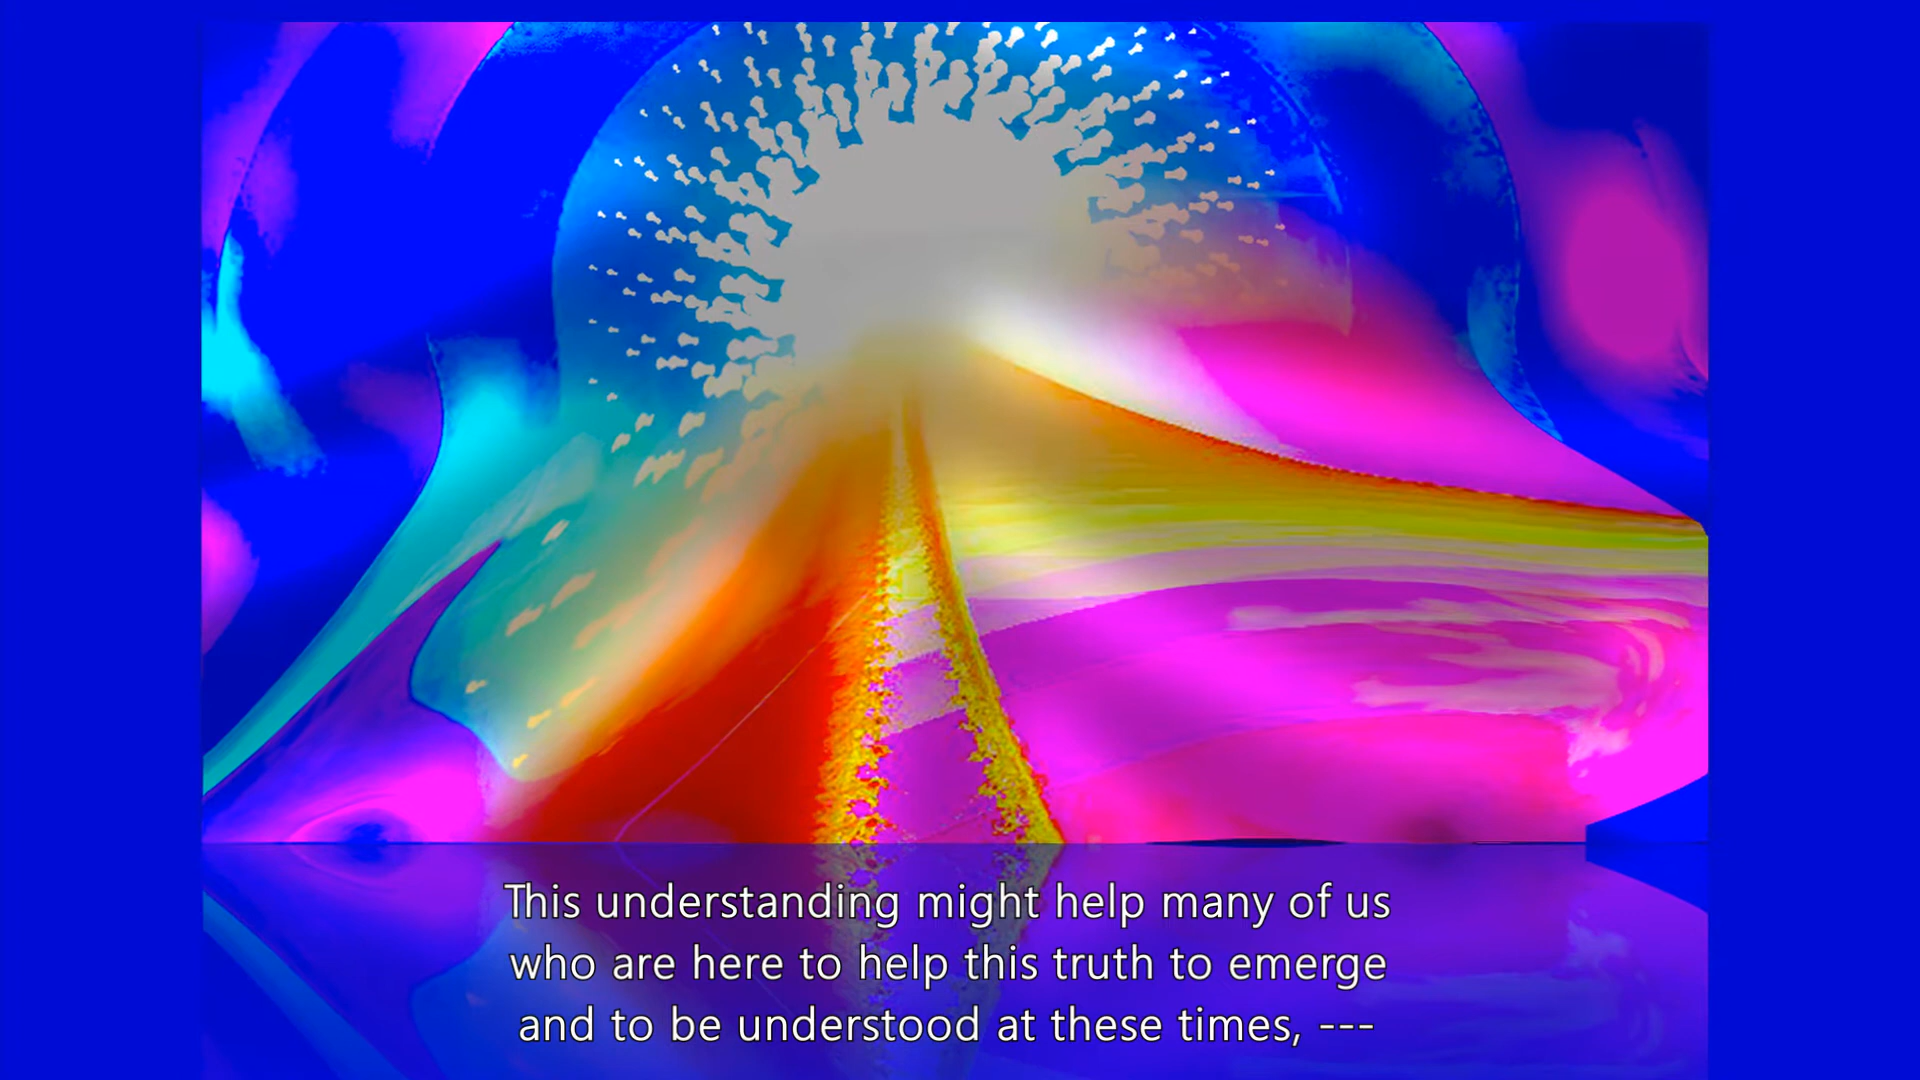 This understanding might help many of us
who are here to help this truth to emerge
and to be understood at these times, ---